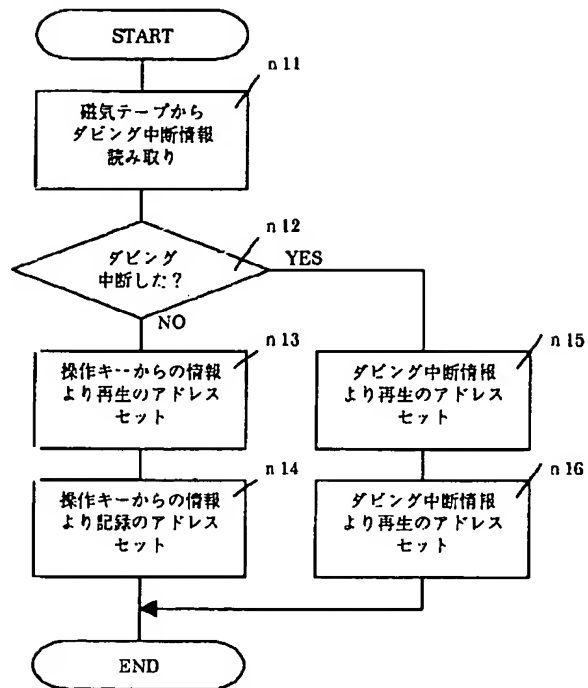 START
n 11
磁気テープから
ダビング中断情報
読み取り
n 12
ダビング
中断した?
YES
NO
n 13
操作キーからの情報
より再生のアドレス
セット
n 15
ダビング中断情報
より再生のアドレス
セット
n 14
操作キーからの情報
より記録のアドレス
セット
n 16
ダビング中断情報
より再生のアドレス
セット
END